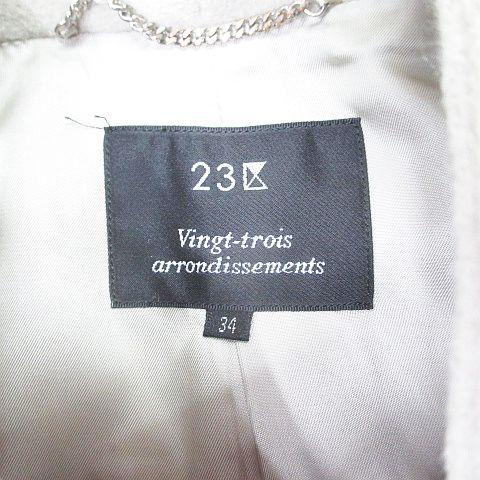 23区
Vingt-trois
arrondissements
34